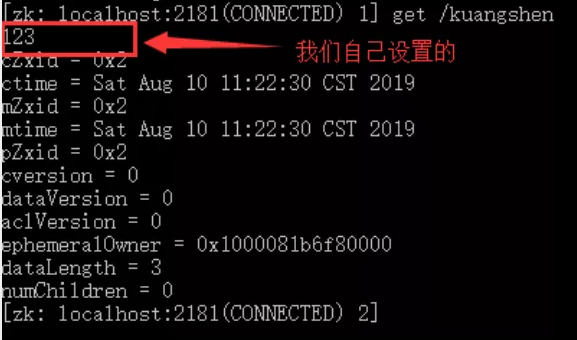 [zk: localhost:2181(CONNECTED) 1] get /kuangshen
123
我们自己设置的
cZxid = 0x2
ctime = Sat Aug 10 11:22:30 CST 2019
mZxid = 0x2
mtime = Sat Aug 10 11:22:30 CST 2019
pZxid = 0x2
cversion = 0
dataVersion = 0
aclVersion = 0
ephemeralOwner = 0x1000081b6f80000
dataLength = 3
numChildren = 0
[zk: localhost:2181(CONNECTED) 2]